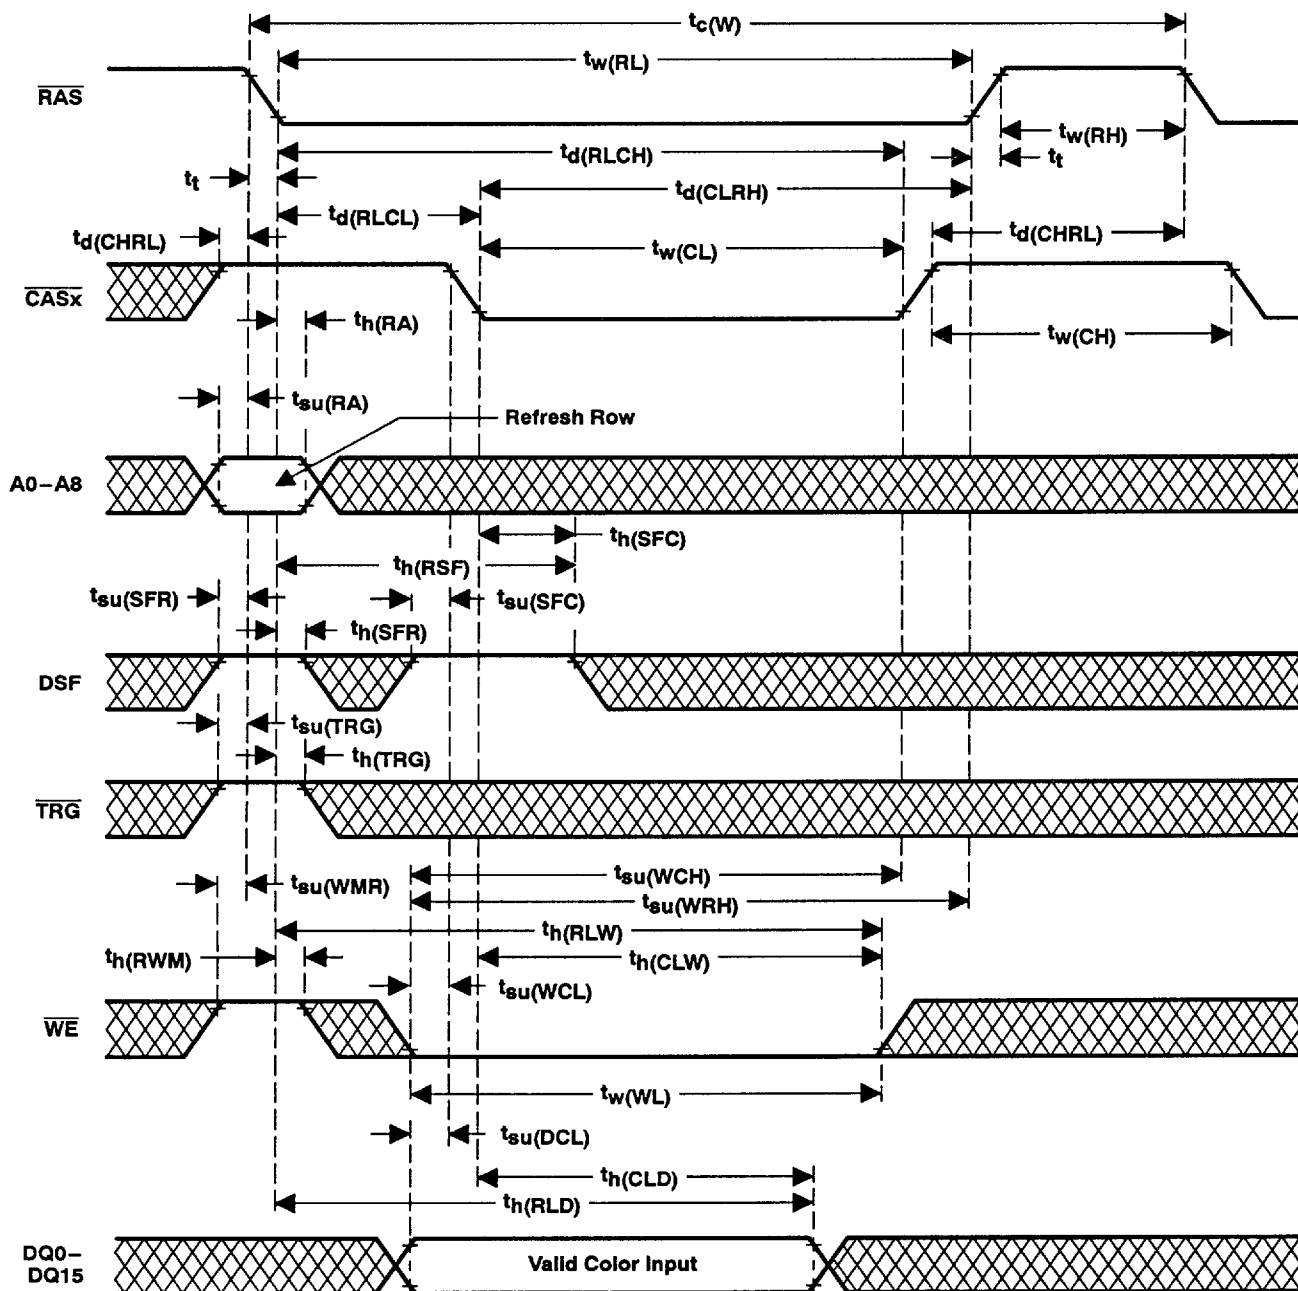 tc(W)
tw(RL)
RAS
tw(RH)
td(RLCH)
tt
tt
td(CLRH)
td(RLCL)
td(CHRL)
td(CHRL)
tw(CL)
CASx
th(RA)
tw(CH)
tsu(RA)
Refresh Row
A0–A8
th(SFC)
th(RSF)
tsu(SFR)
tsu(SFC)
th(SFR)
DSF
tsu(TRG)
th(TRG)
TRG
tsu(WCH)
tsu(WMR)
tsu(WRH)
th(RLW)
th(RWM)
th(CLW)
tsu(WCL)
WE
tw(WL)
tsu(DCL)
th(CLD)
th(RLD)
DQ0–
DQ15
Valid Color Input